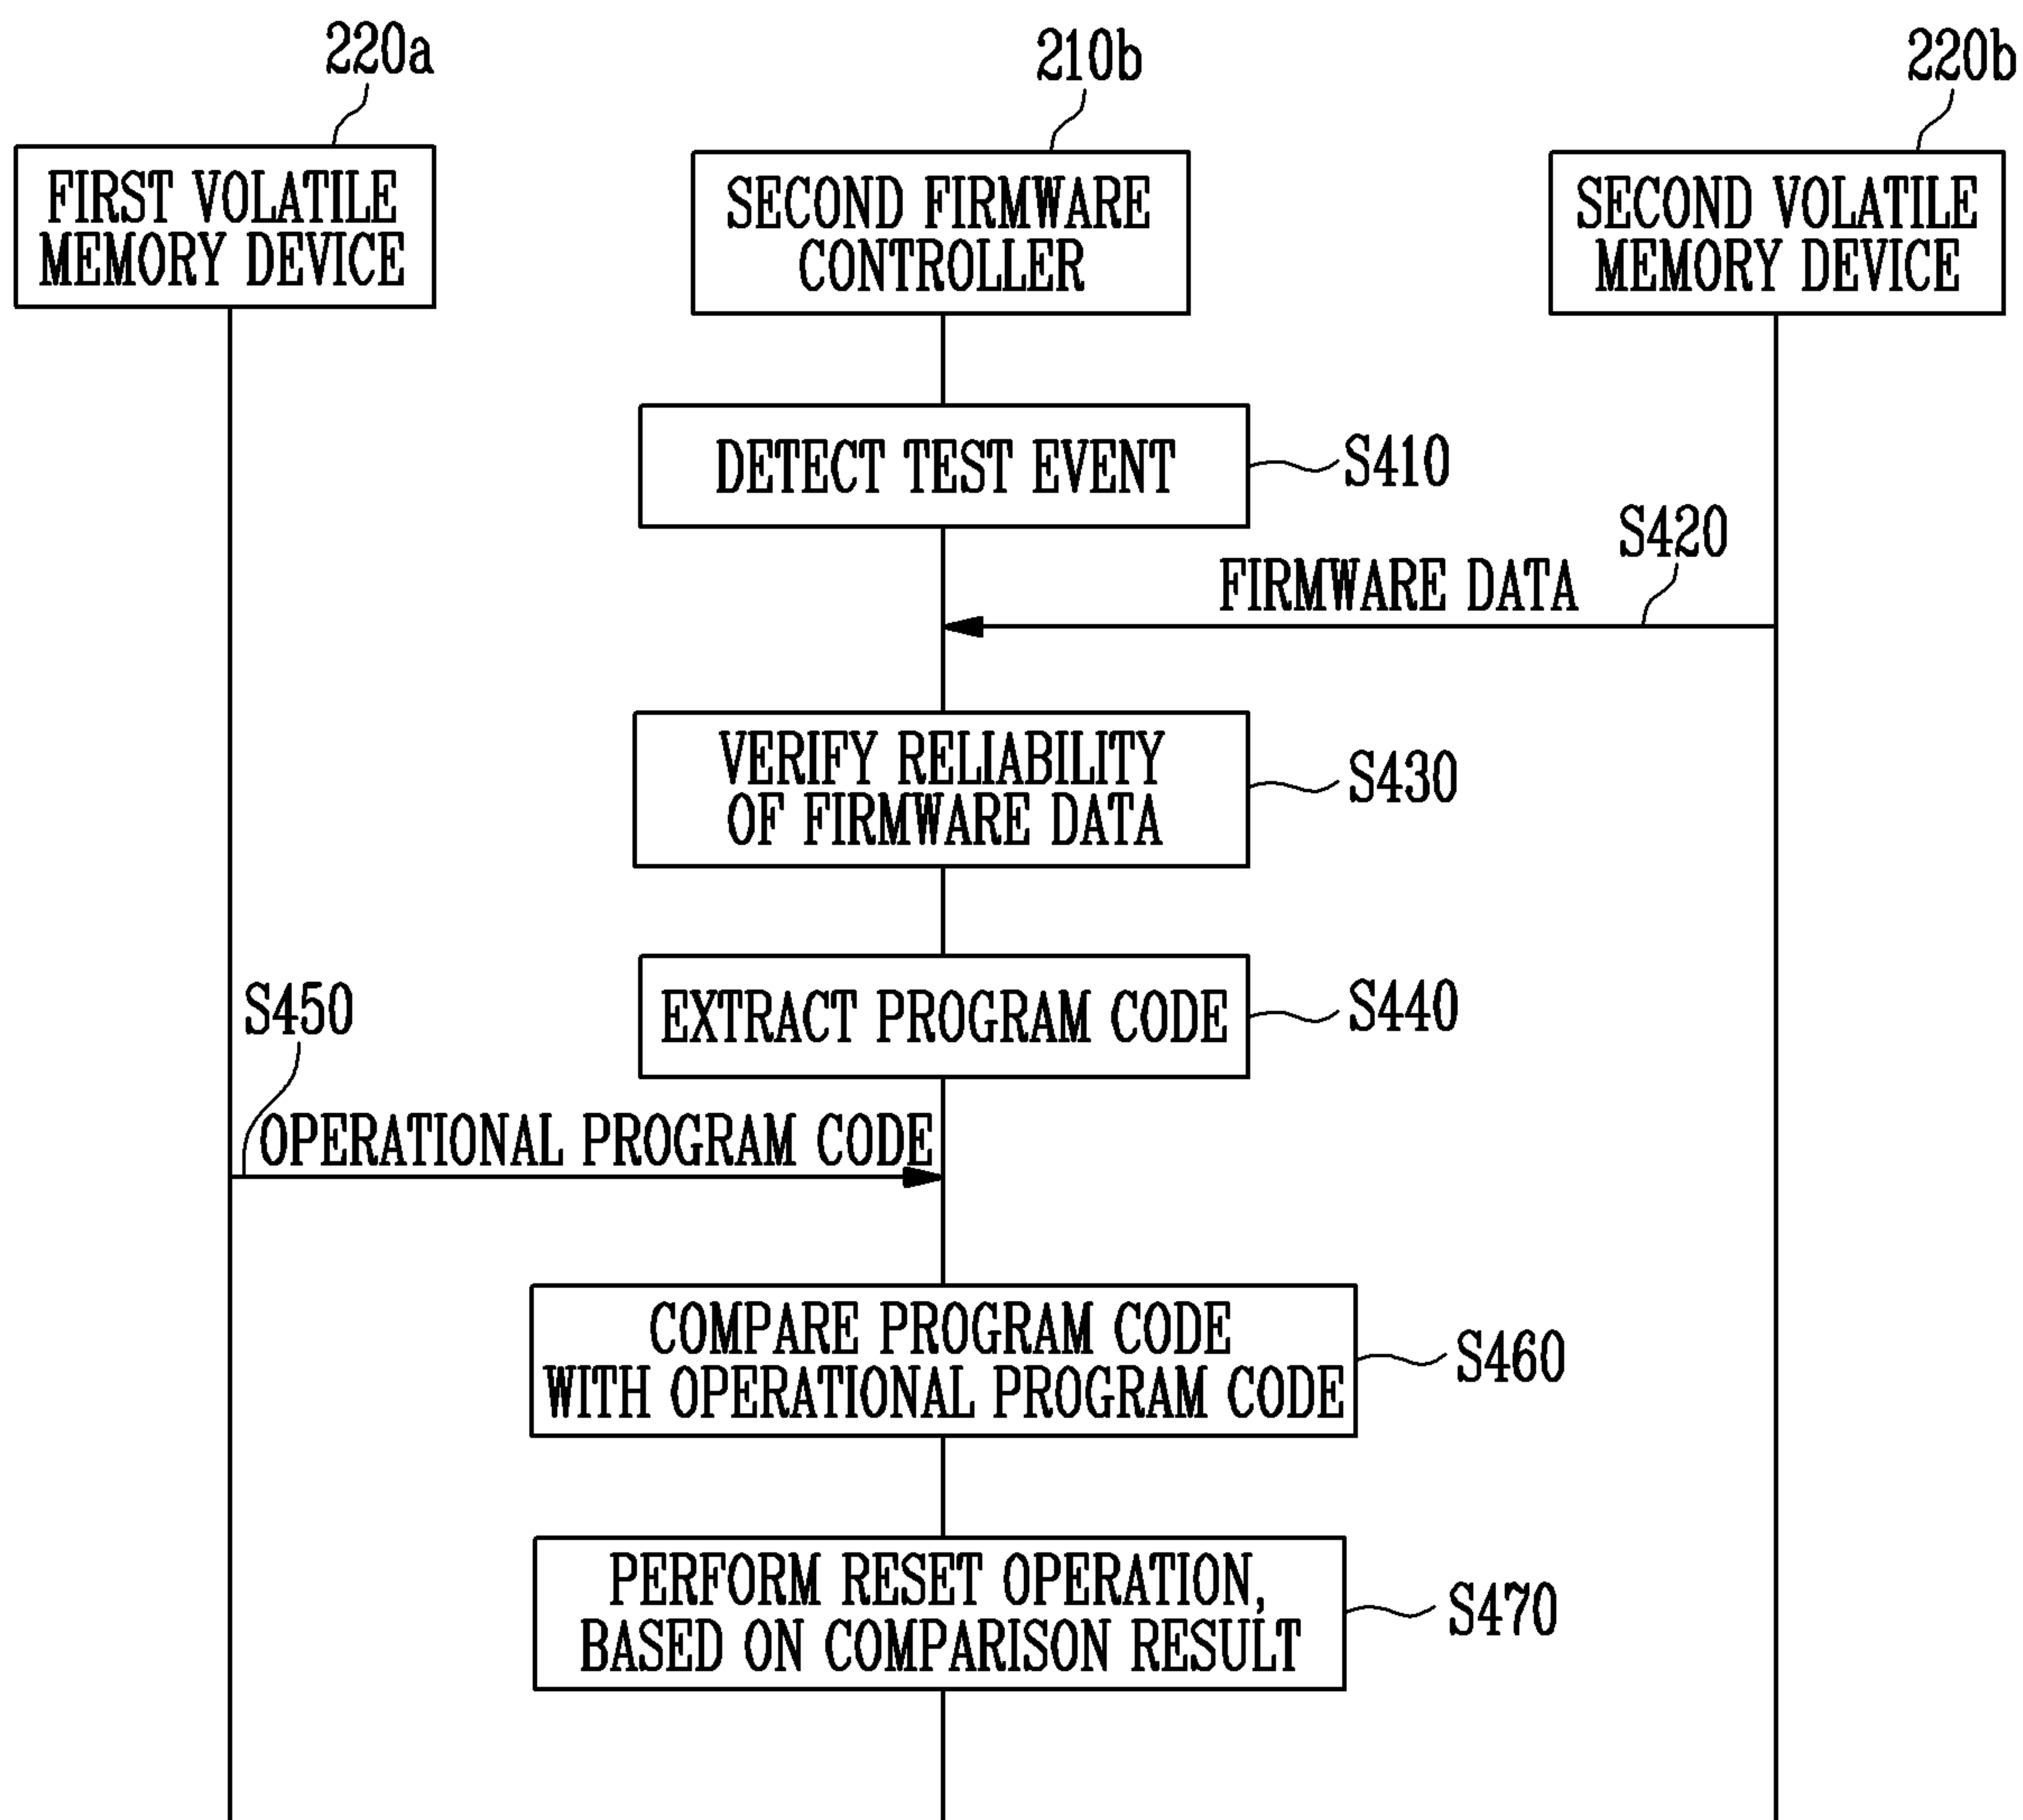 220a
210b
220b
FIRST VOLATILE
MEMORY DEVICE
SECOND FIRMWARE
CONTROLLER
SECOND VOLATILE
MEMORY DEVICE
DETECT TEST EVENT
S410
S420
FIRMWARE DATA
VERIFY RELIABILITY
OF FIRMWARE DATA
S430
EXTRACT PROGRAM CODE
S440
S450
OPERATIONAL PROGRAM CODE
COMPARE PROGRAM CODE
WITH OPERATIONAL PROGRAM CODE
S460
PERFORM RESET OPERATION,
BASED ON COMPARISON RESULT
S470